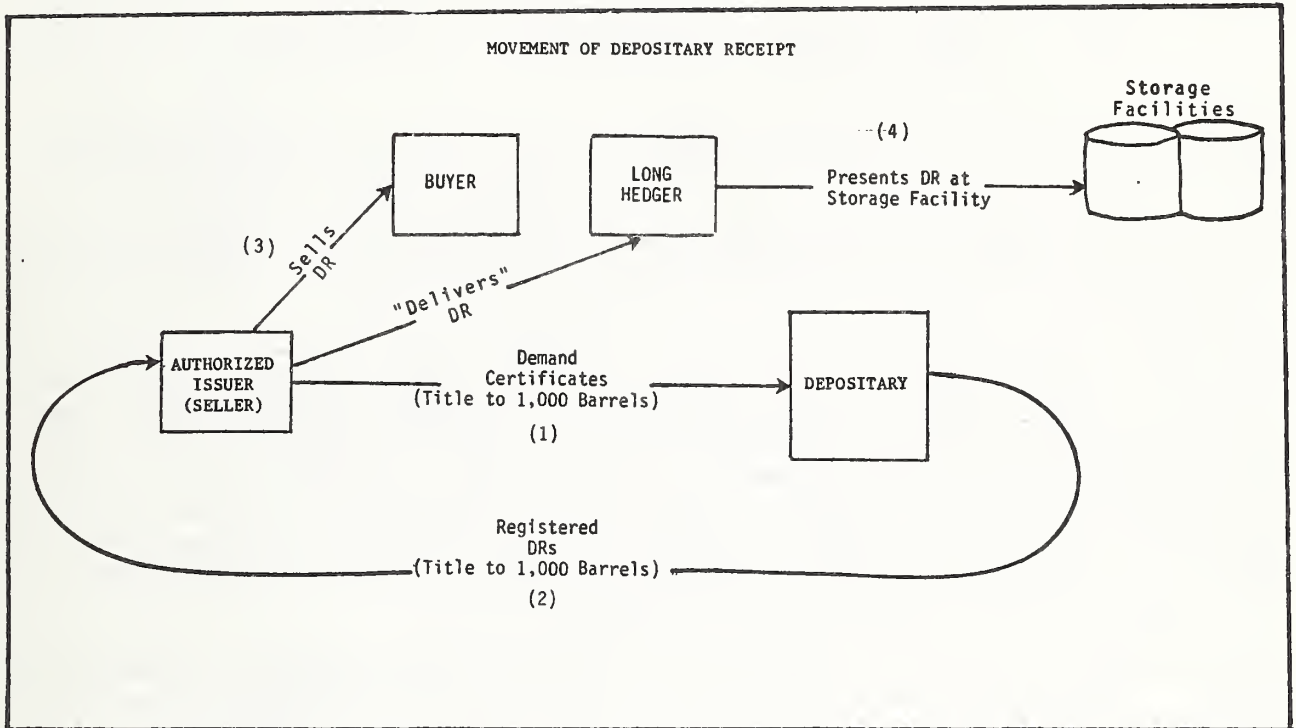 MOVEMENT OF DEPOSITARY RECEIPT
Storage
Facilities
(4)
BUYER
LONG
HEDGER
Presents DR at
Storage Facility
(3)
Sells
DR
"Delivers"
DR
AUTHORIZED
ISSUER
(SELLER)
Demand
Certificates
(Title to 1,000 Barrels)
(1)
DEPOSITARY
Registered
DRs
(Title to 1,000 Barrels)
(2)